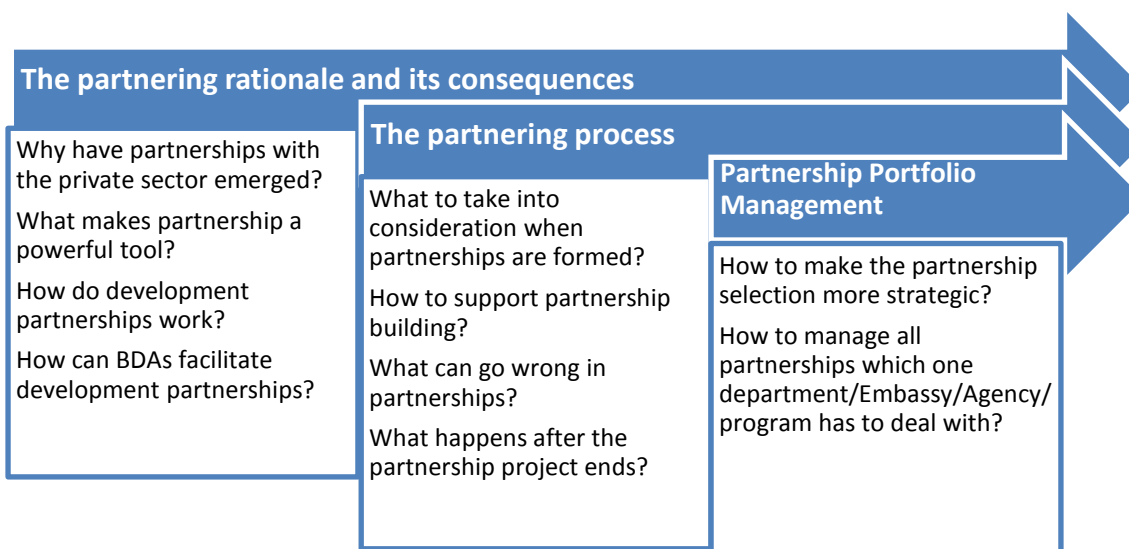 The partnering rationale and its consequences
Why have partnerships with
the private sector emerged?
What makes partnership a
powerful tool?
How do development
partnerships work?
How can BDAs facilitate
development partnerships?
The partnering process
What to take into
consideration when
partnerships are formed?
How to support partnership
building?
What can go wrong in
partnerships?
What happens after the
partnership project ends?
Partnership Portfolio
Management
How to make the partnership
selection more strategic?
How to manage all
partnerships which one
department/Embassy/Agency/
program has to deal with?